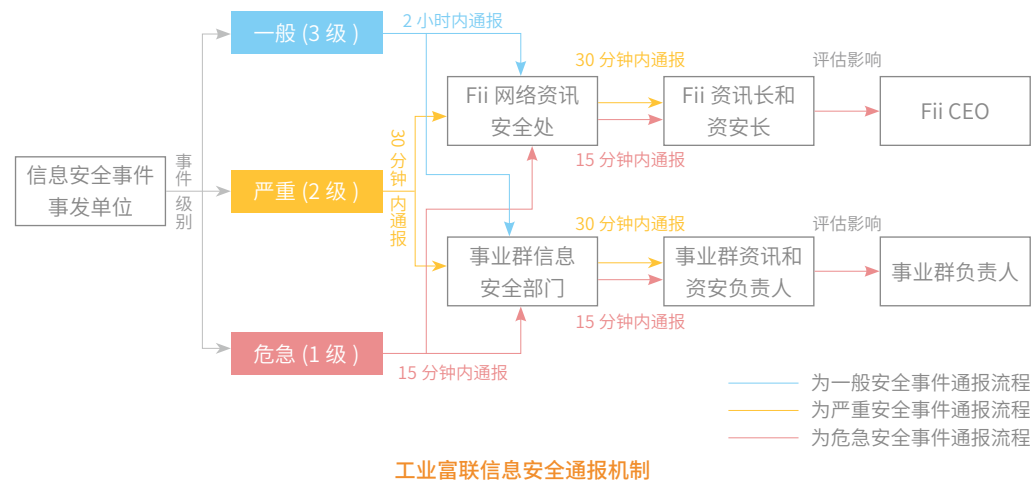 信息安全事件
事发单位
事件 级别
一般 (3 级 )
严重 (2 级 )
危急 (1 级 )
2 小时内通报
30 分钟 内通报
15 分钟内通报
Fii 网络资讯
安全处
30 分钟内通报
15 分钟内通报
Fii 资讯长和
资安长
评估影响
Fii CEO
事业群信息
安全部门
30 分钟内通报
15 分钟内通报
事业群资讯和
资安负责人
评估影响
事业群负责人
为一般安全事件通报流程
为严重安全事件通报流程
为危急安全事件通报流程
工业富联信息安全通报机制